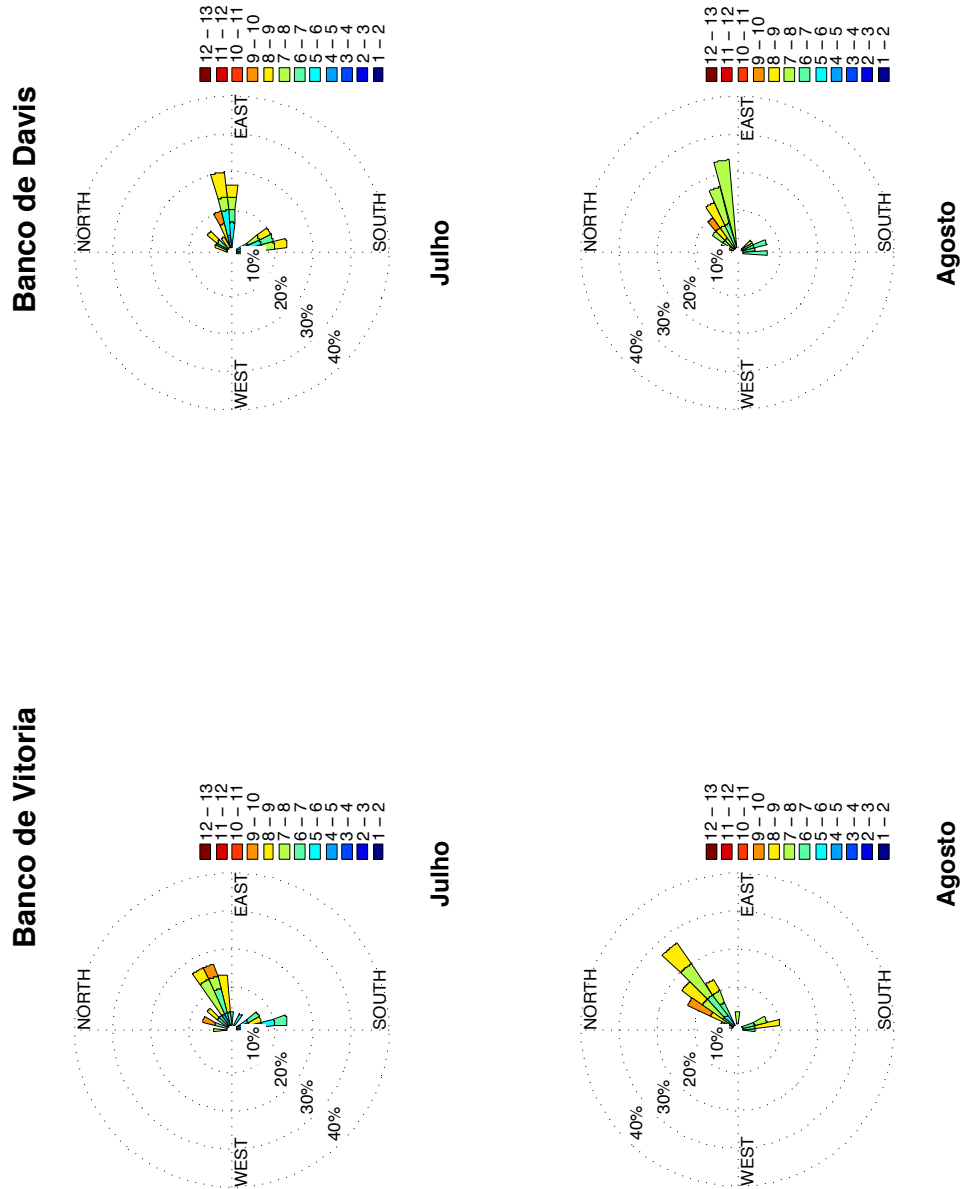 Banco de Vitoria
NORTH
WEST
EAST
SOUTH
10%
20%
30%
40%
12 − 13
11 − 12
10 − 11
9 − 10
8 − 9
7 − 8
6 − 7
5 − 6
4 − 5
3 − 4
2 − 3
1 − 2
Julho
Banco de Davis
NORTH
WEST
EAST
SOUTH
10%
20%
30%
40%
12 − 13
11 − 12
10 − 11
9 − 10
8 − 9
7 − 8
6 − 7
5 − 6
4 − 5
3 − 4
2 − 3
1 − 2
Julho
NORTH
WEST
EAST
SOUTH
40%
30%
20%
10%
12 − 13
11 − 12
10 − 11
9 − 10
8 − 9
7 − 8
6 − 7
5 − 6
4 − 5
3 − 4
2 − 3
1 − 2
Agosto
NORTH
WEST
EAST
SOUTH
40%
30%
20%
10%
12 − 13
11 − 12
10 − 11
9 − 10
8 − 9
7 − 8
6 − 7
5 − 6
4 − 5
3 − 4
2 − 3
1 − 2
Agosto